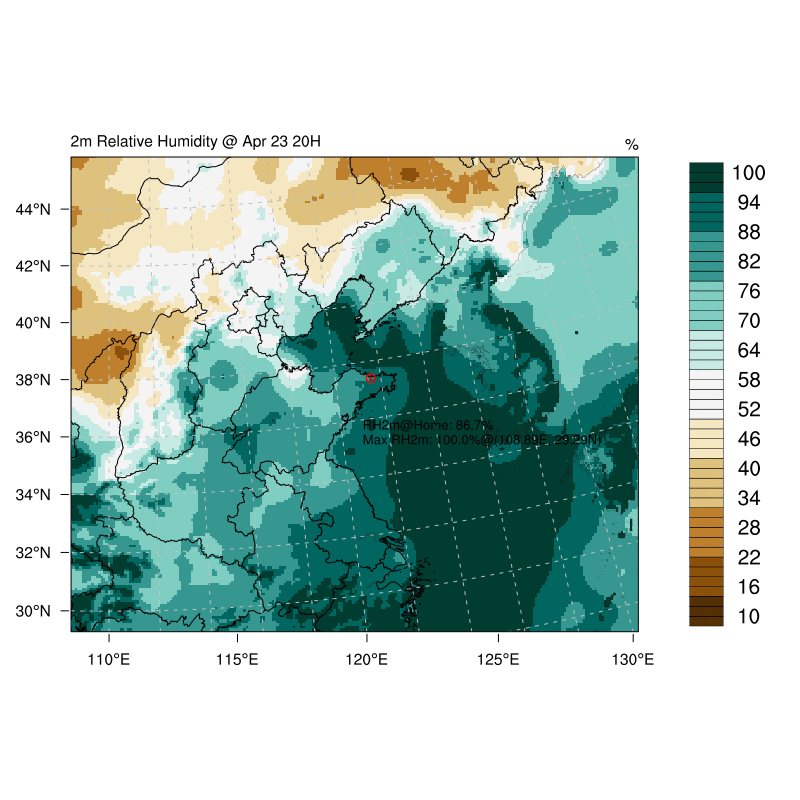 2m Relative Humidity @ Apr 23 20H
%
44°N
42°N
40°N
38°N
36°N
34°N
32°N
30°N
110°E
115°E
120°E
125°E
130°E
RH2m@Home: 86.7%
Max RH2m: 100.0%@(108.89E, 29.29N)
100
94
88
82
76
70
64
58
52
46
40
34
28
22
16
10